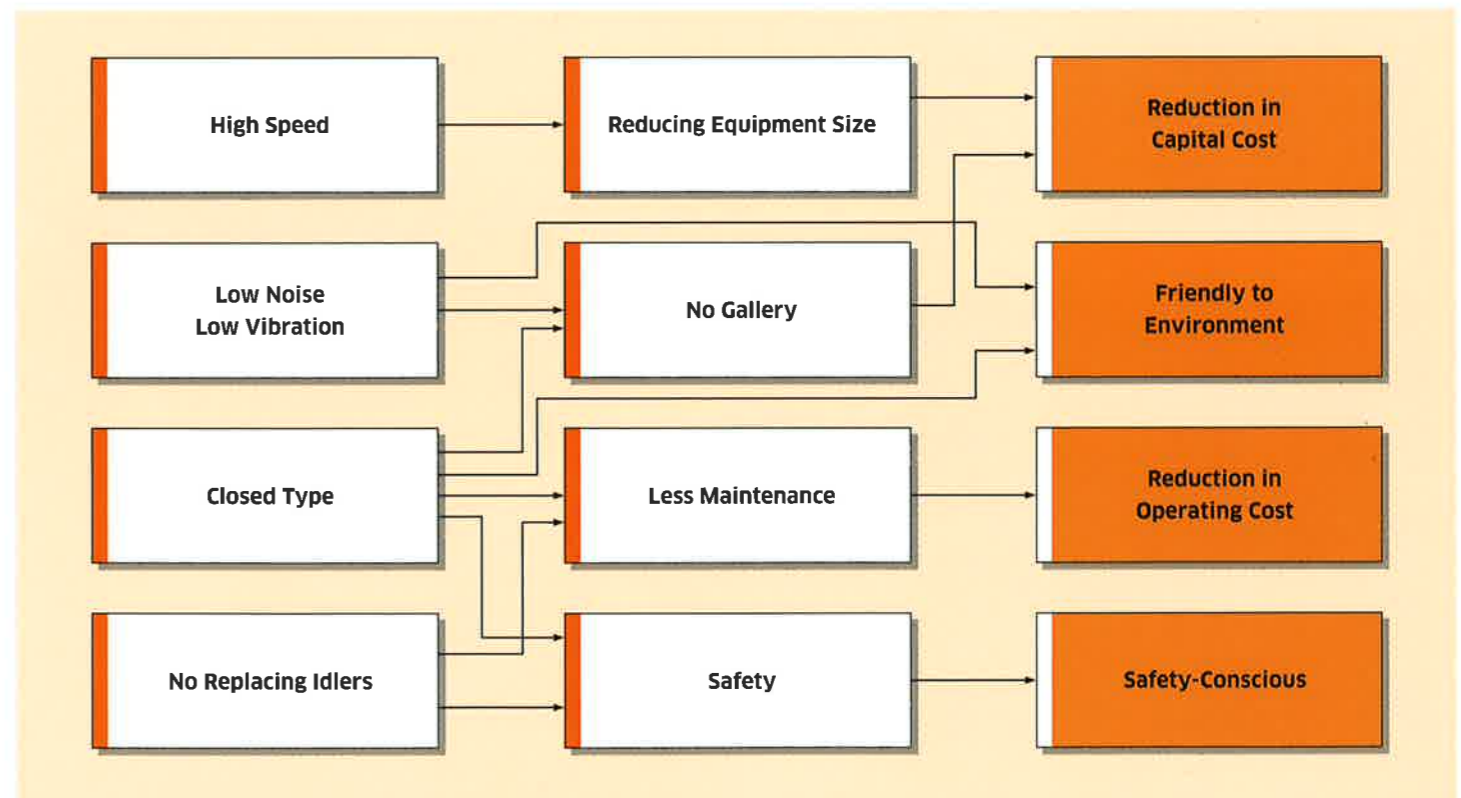 High Speed
Reducing Equipment Size
Reduction in
Capital Cost
Low Noise
Low Vibration
No Gallery
Friendly to
Environment
Closed Type
Less Maintenance
Reduction in
Operating Cost
No Replacing Idlers
Safety
Safety-Conscious